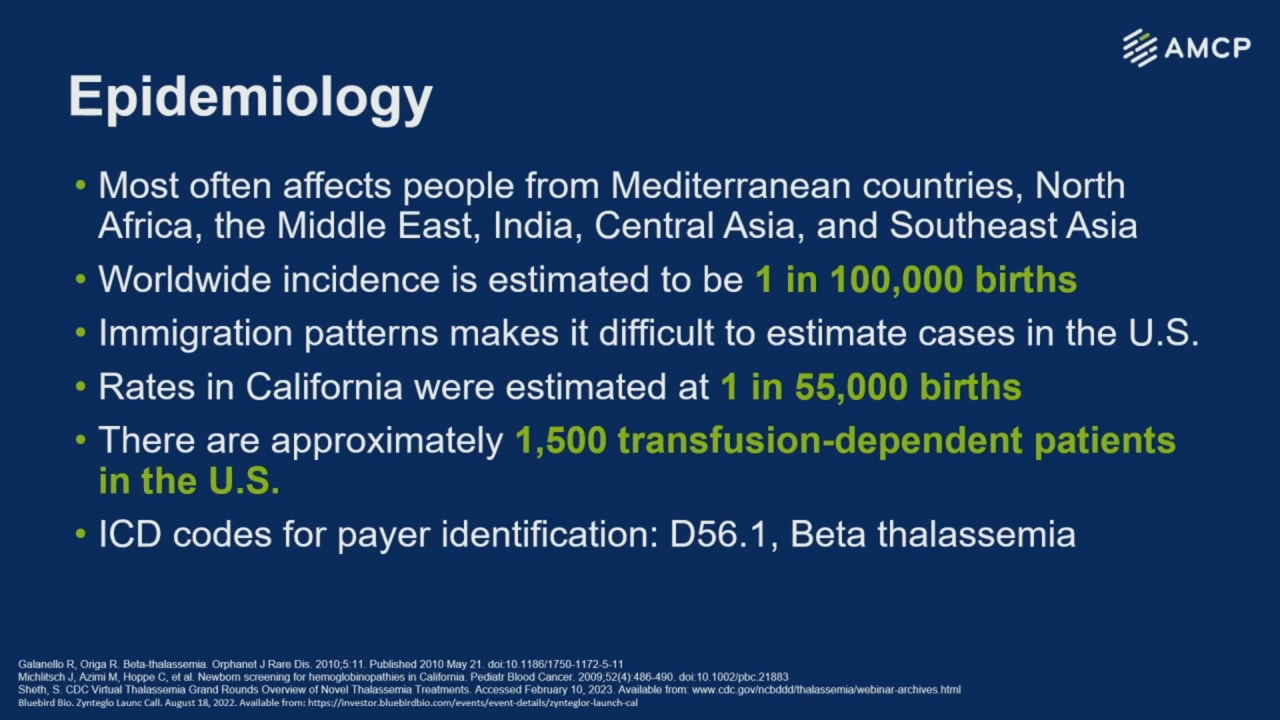 AMCP
Epidemiology
• Most often affects people from Mediterranean countries, North
Africa, the Middle East, India, Central Asia, and Southeast Asia
• Worldwide incidence is estimated to be 1 in 100,000 births
• Immigration patterns makes it difficult to estimate cases in the U.S.
• Rates in California were estimated at 1 in 55,000 births
• There are approximately 1,500 transfusion-dependent patients
in the U.S.
• ICD codes for payer identification: D56.1, Beta thalassemia
Galanello R, Origa R. Beta-thalassemia. Orphanet J Rare Dis. 2010;5:11. Published 2010 May 21. doi:10.1186/1750-1172-5-11
Michlitsch J, Azimi M, Hoppe C, et al. Newborn screening for hemoglobinopathies in California. Pediatr Blood Cancer. 2009;52(4):486-490. doi:10.1002/pbc.21883
Sheth, S. CDC Virtual Thalassemia Grand Rounds Overview of Novel Thalassemia Treatments. Accessed February 10, 2023. Available from: www.cdc.gov/ncbddd/thalassemia/webinar-archives.html
Bluebird Bio. Zynteglo Launc Call. August 18, 2022. Available from: https://investor.bluebirdbio.com/events/event-details/zynteglor-launch-cal